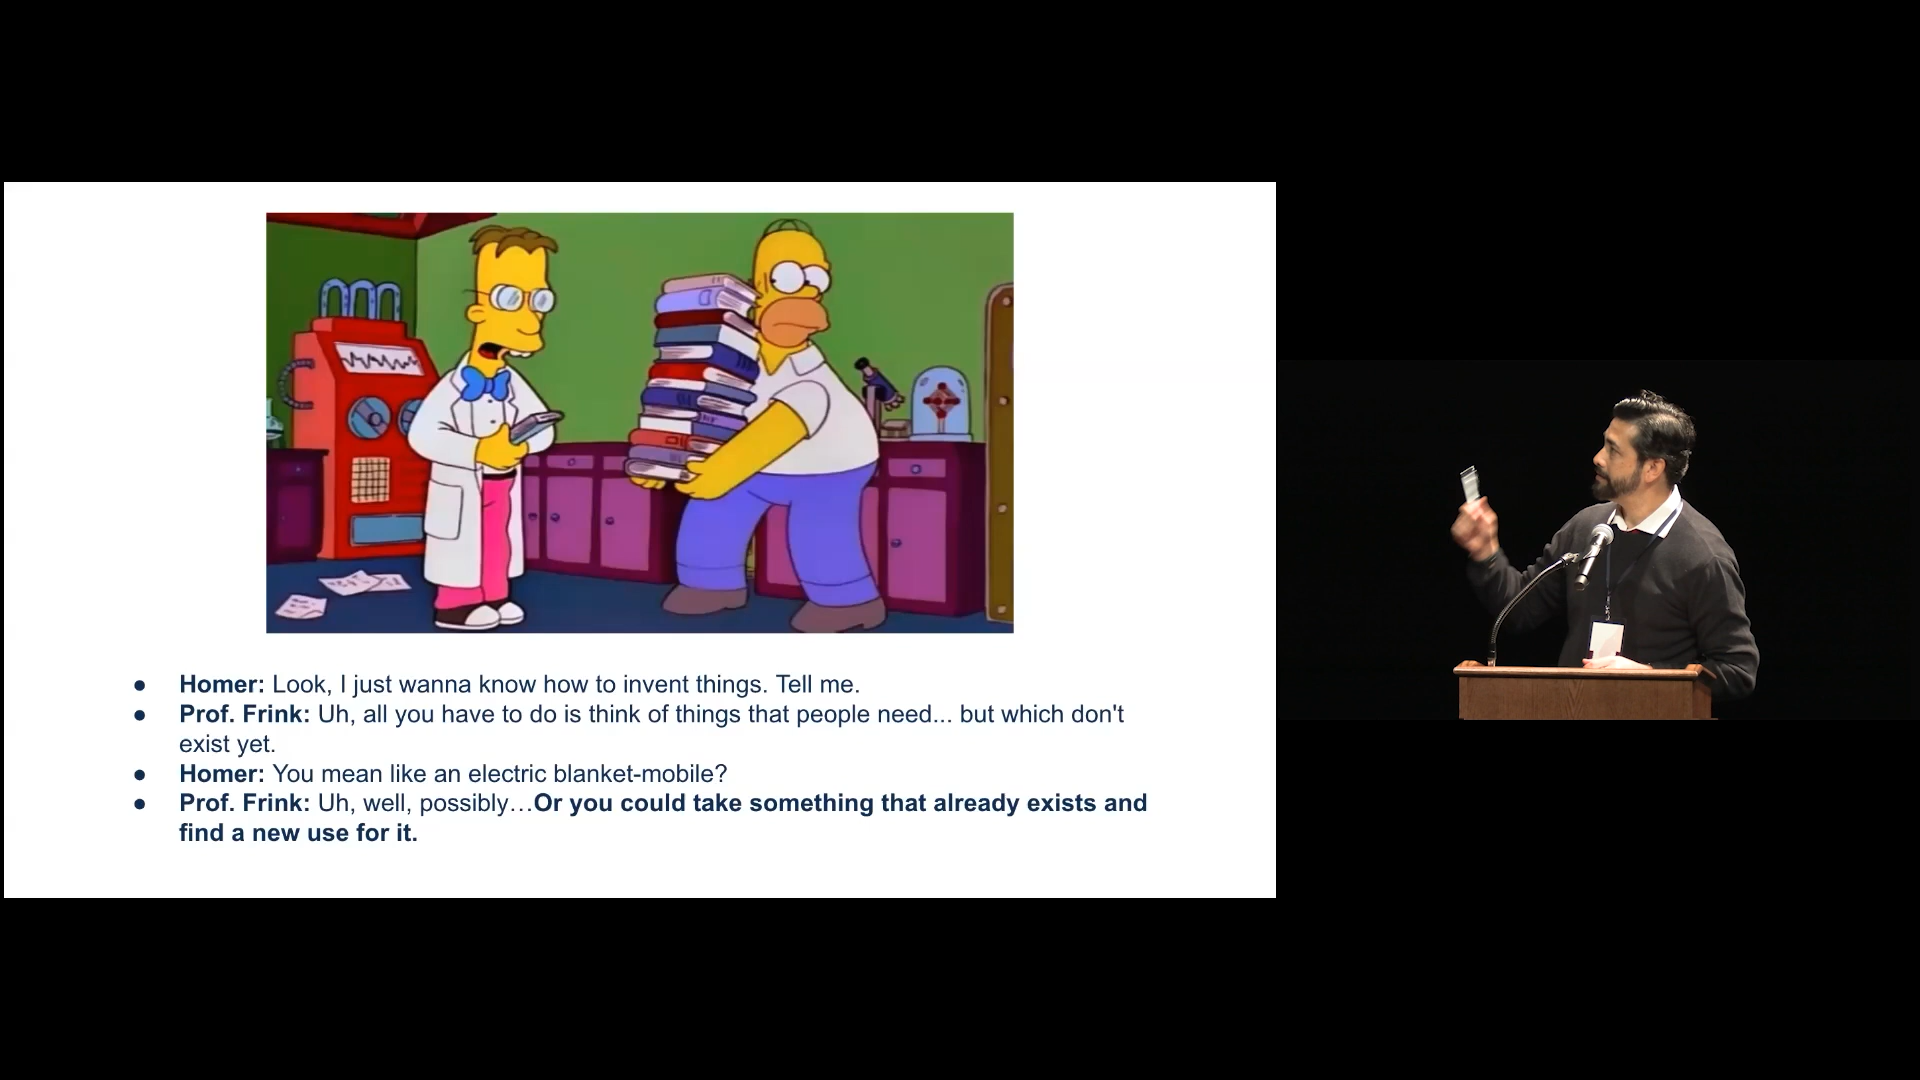 ● Homer: Look, I just wanna know how to invent things. Tell me.
● Prof. Frink: Uh, all you have to do is think of things that people need... but which don't
exist yet.
● Homer: You mean like an electric blanket-mobile?
● Prof. Frink: Uh, well, possibly…Or you could take something that already exists and
find a new use for it.